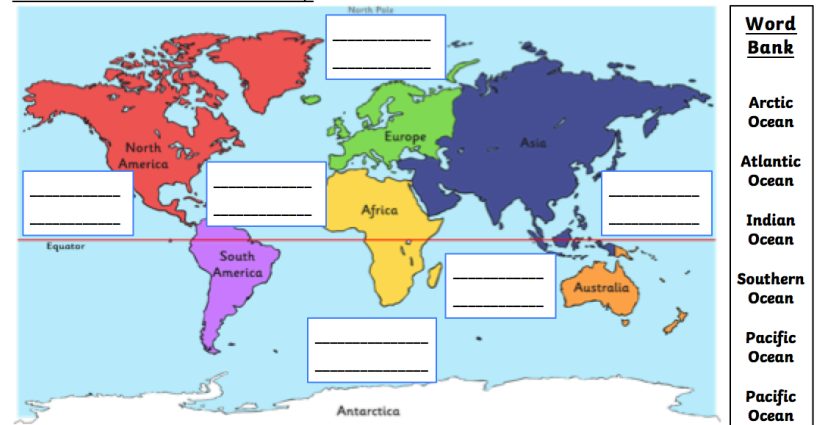 North Pole
North
America
Europe
Asia
Africa
Equator
South
America
Australia
Antarctica
Word
Bank
Arctic
Ocean
Atlantic
Ocean
Indian
Ocean
Southern
Ocean
Pacific
Ocean
Pacific
Ocean